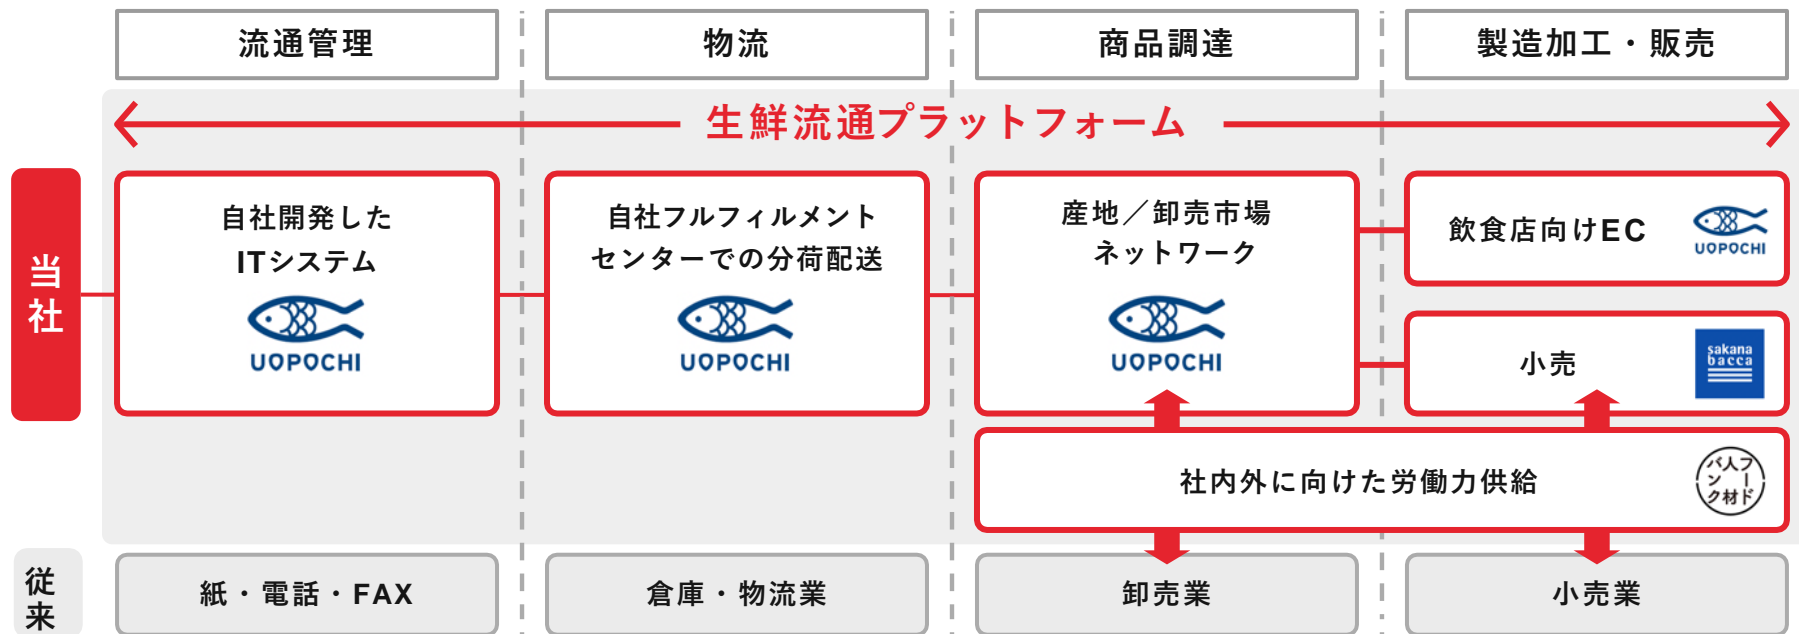 流通管理
物流
商品調達
製造加工・販売
生鮮流通プラットフォーム
当社
自社開発した
ITシステム
UOPOCHI
自社フルフィルメント
センターでの分荷配送
UOPOCHI
産地／卸売市場
ネットワーク
UOPOCHI
飲食店向けEC
UOPOCHI
小売
sakana
bacca
社内外に向けた労働力供給
フード
人材
バンク
従来
紙・電話・FAX
倉庫・物流業
卸売業
小売業